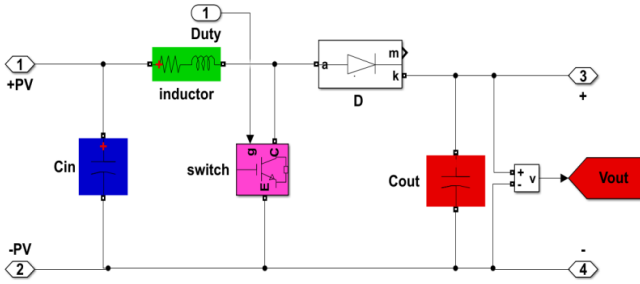 1
Duty
1
+PV
inductor
a
m
k
D
3
+
Cin
+
g
C
E
switch
Cout
+
-
v
Vout
-PV
2
-
4